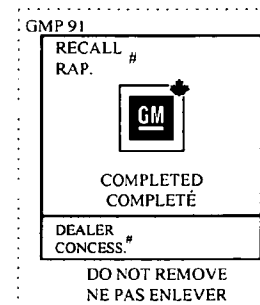 GMP 91
RECALL #
RAP.
GM
COMPLETED
COMPLETÉ
DEALER #
CONCESS.
DO NOT REMOVE
NE PAS ENLEVER